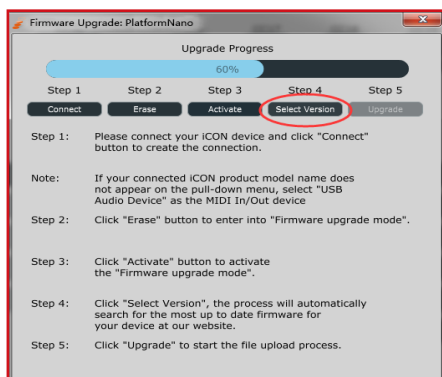 Firmware Upgrade: PlatformNano
Upgrade Progress
60%
Step 1 Step 2 Step 3 Step 4 Step 5
Connect Erase Activate Select Version Upgrade
Step 1: Please connect your iCON device and click "Connect"
button to create the connection.
Note: If your connected iCON product model name does
not appear on the pull-down menu, select "USB
Audio Device" as the MIDI In/Out device
Step 2: Click "Erase" button to enter into "Firmware upgrade mode".
Step 3: Click "Activate" button to activate
the "Firmware upgrade mode".
Step 4: Click "Select Version", the process will automatically
search for the most up to date firmware for
your device at our website.
Step 5: Click "Upgrade" to start the file upload process.